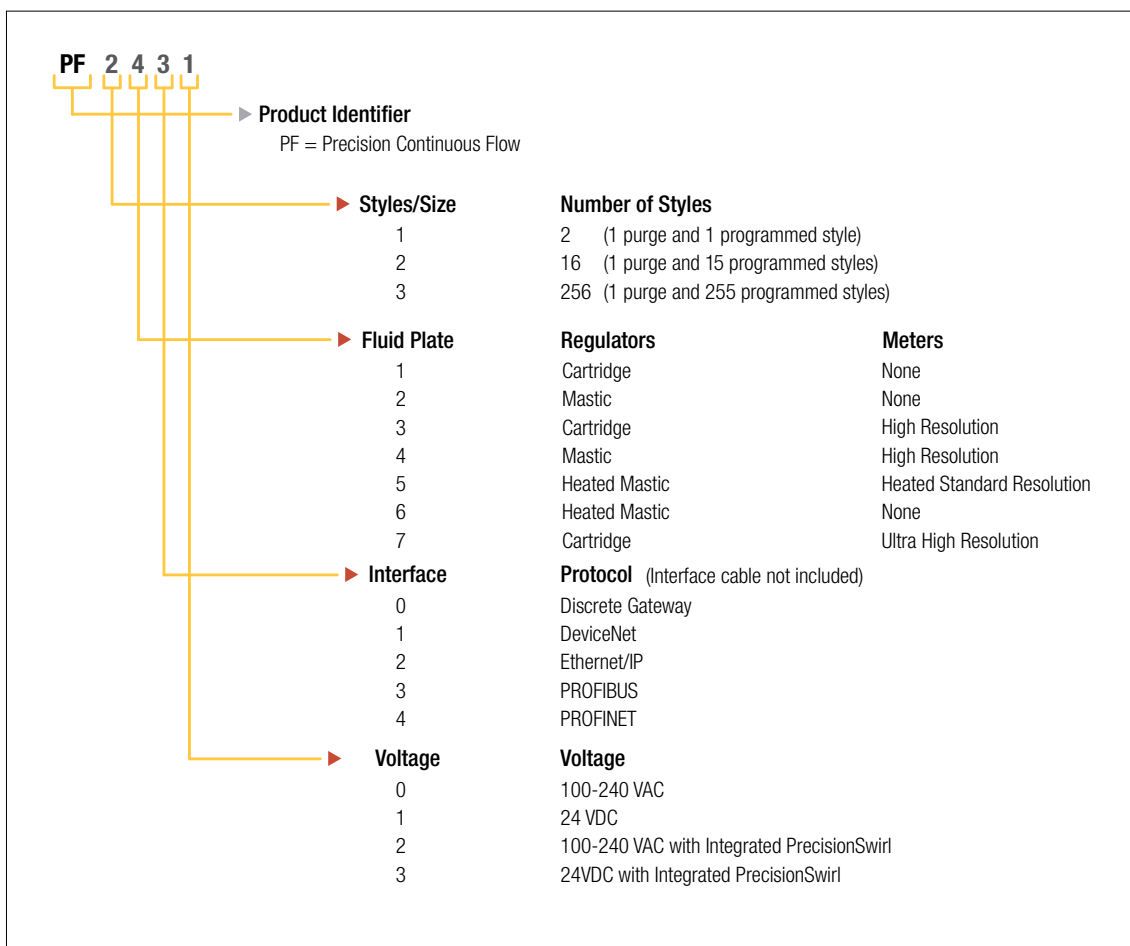 PF 2 4 3 1
Product Identifier
PF = Precision Continuous Flow
Styles/Size Number of Styles
1 2 (1 purge and 1 programmed style)
2 16 (1 purge and 15 programmed styles)
3 256 (1 purge and 255 programmed styles)
Fluid Plate Regulators Meters
1 Cartridge None
2 Mastic None
3 Cartridge High Resolution
4 Mastic High Resolution
5 Heated Mastic Heated Standard Resolution
6 Heated Mastic None
7 Cartridge Ultra High Resolution
Interface Protocol (Interface cable not included)
0 Discrete Gateway
1 DeviceNet
2 Ethernet/IP
3 PROFIBUS
4 PROFINET
Voltage Voltage
0 100-240 VAC
1 24 VDC
2 100-240 VAC with Integrated PrecisionSwirl
3 24VDC with Integrated PrecisionSwirl